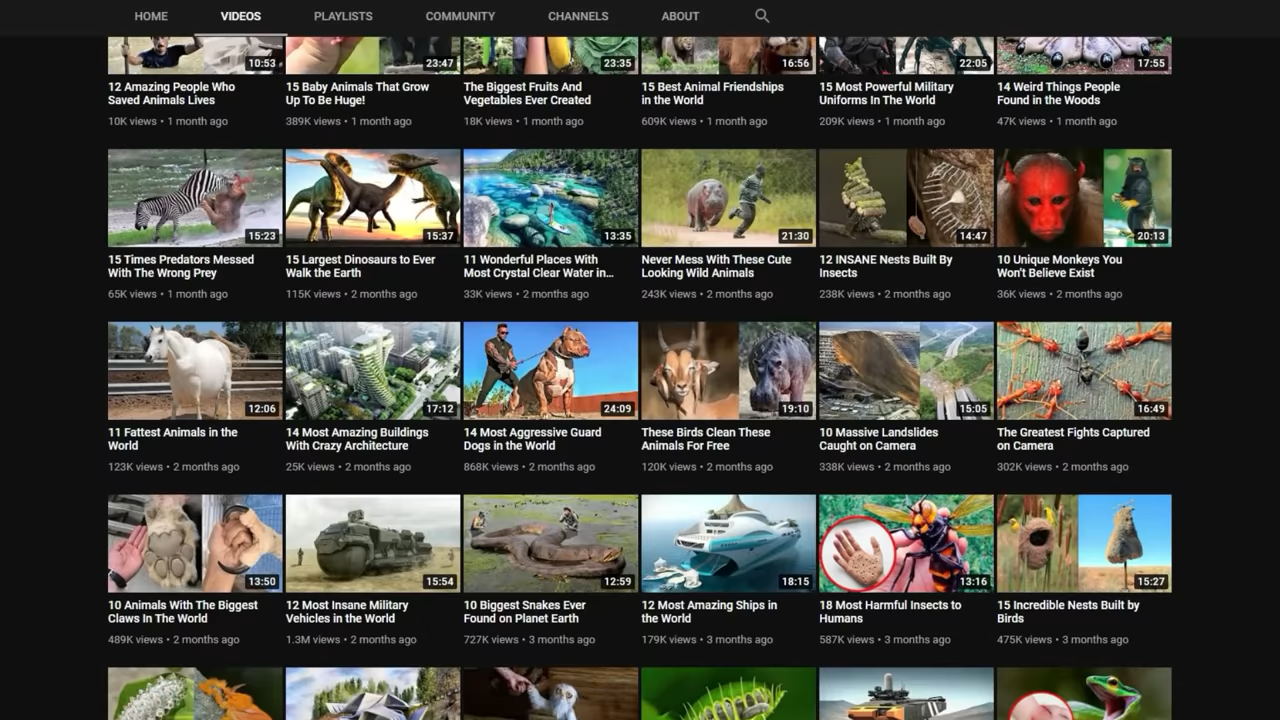 HOME VIDEOS PLAYLISTS COMMUNITY CHANNELS ABOUT
10:53 23:47 23:35 16:56 22:05 17:55
12 Amazing People Who
Saved Animals Lives
10K views • 1 month ago
15 Baby Animals That Grow
Up To Be Huge!
389K views • 1 month ago
The Biggest Fruits And
Vegetables Ever Created
18K views • 1 month ago
15 Best Animal Friendships
in the World
609K views • 1 month ago
15 Most Powerful Military
Uniforms In The World
209K views • 1 month ago
14 Weird Things People
Found in the Woods
47K views • 1 month ago
15:23 15:37 13:35 21:30 14:47 20:13
15 Times Predators Messed
With The Wrong Prey
65K views • 1 month ago
15 Largest Dinosaurs to Ever
Walk the Earth
115K views • 2 months ago
11 Wonderful Places With
Most Crystal Clear Water in...
33K views • 2 months ago
Never Mess With These Cute
Looking Wild Animals
243K views • 2 months ago
12 INSANE Nests Built By
Insects
238K views • 2 months ago
10 Unique Monkeys You
Won't Believe Exist
36K views • 2 months ago
12:06 17:12 24:09 19:10 15:05 16:49
11 Fattest Animals in the
World
123K views • 2 months ago
14 Most Amazing Buildings
With Crazy Architecture
25K views • 2 months ago
14 Most Aggressive Guard
Dogs in the World
868K views • 2 months ago
These Birds Clean These
Animals For Free
120K views • 2 months ago
10 Massive Landslides
Caught on Camera
338K views • 2 months ago
The Greatest Fights Captured
on Camera
302K views • 2 months ago
13:50 15:54 12:59 18:15 13:16 15:27
10 Animals With The Biggest
Claws In The World
489K views • 2 months ago
12 Most Insane Military
Vehicles in the World
1.3M views • 2 months ago
10 Biggest Snakes Ever
Found on Planet Earth
727K views • 3 months ago
12 Most Amazing Ships in
the World
179K views • 3 months ago
18 Most Harmful Insects to
Humans
587K views • 3 months ago
15 Incredible Nests Built by
Birds
475K views • 3 months ago